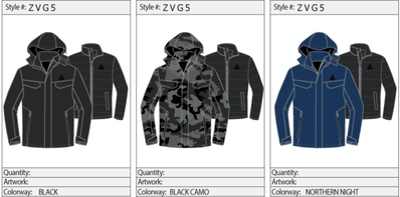 Style #: ZVG5
Quantity:
Artwork:
Colorway: BLACK
Style #: ZVG5
Quantity:
Artwork:
Colorway: BLACK CAMO
Style #: ZVG5
Quantity:
Artwork:
Colorway: NORTHERN NIGHT